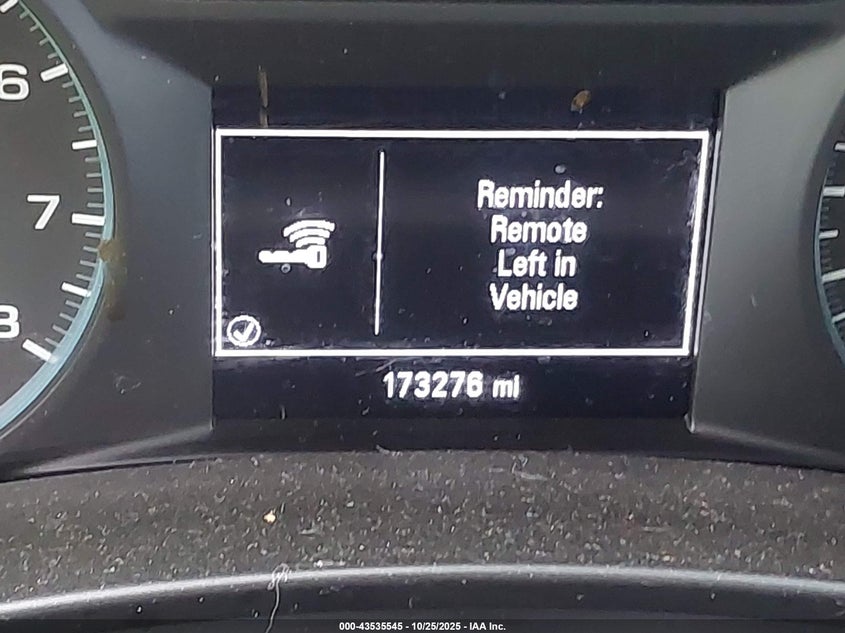 6
7
8
Reminder:
Remote
Left in
Vehicle
173276 mi
000-43535545 - 10/25/2025 - IAA Inc.